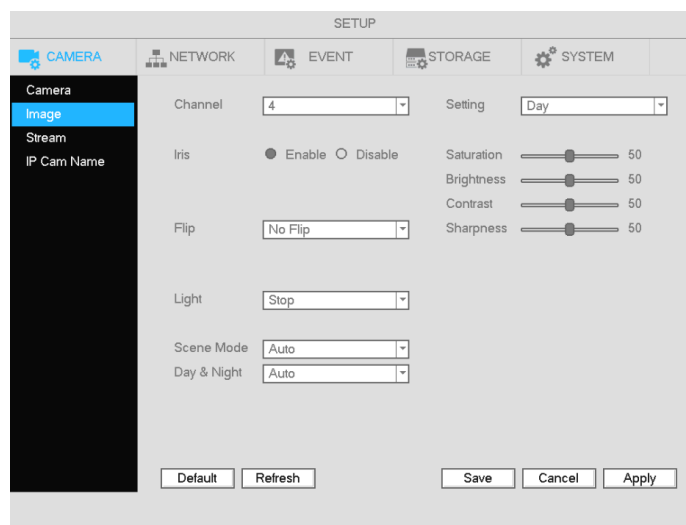 SETUP
CAMERA NETWORK EVENT STORAGE SYSTEM
Camera
Image
Stream
IP Cam Name
Channel 4 Setting Day
Iris Enable Disable Saturation 50
Brightness 50
Contrast 50
Flip No Flip Sharpness 50
Light Stop
Scene Mode Auto
Day & Night Auto
Default Refresh Save Cancel Apply